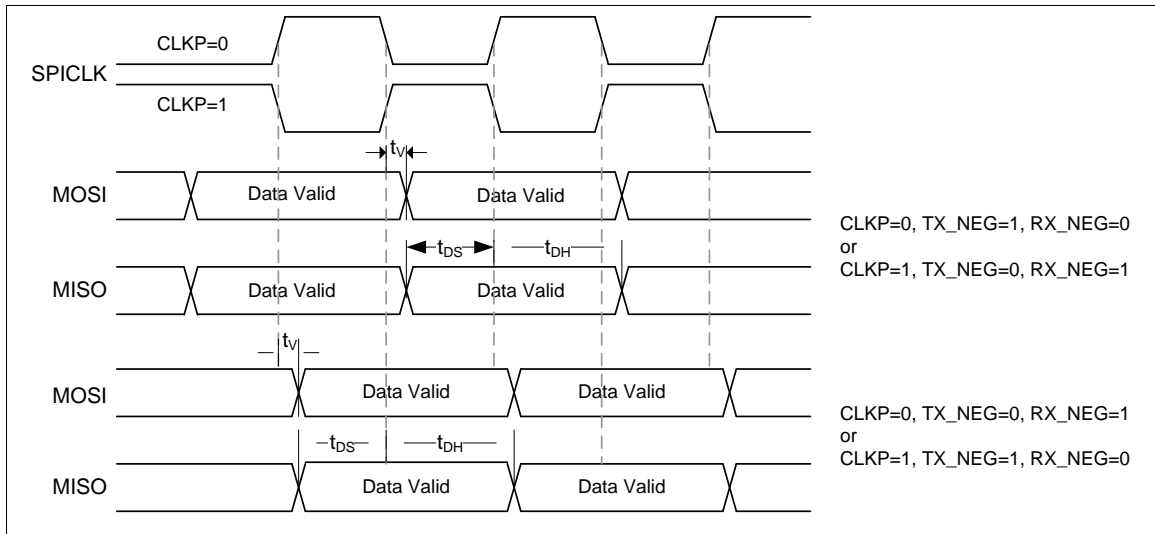 CLKP=0
SPICLK
CLKP=1
tV
MOSI
Data Valid
Data Valid
CLKP=0, TX_NEG=1, RX_NEG=0
or
CLKP=1, TX_NEG=0, RX_NEG=1
tDS
tDH
MISO
Data Valid
Data Valid
tV
MOSI
Data Valid
Data Valid
CLKP=0, TX_NEG=0, RX_NEG=1
or
CLKP=1, TX_NEG=1, RX_NEG=0
tDS
tDH
MISO
Data Valid
Data Valid